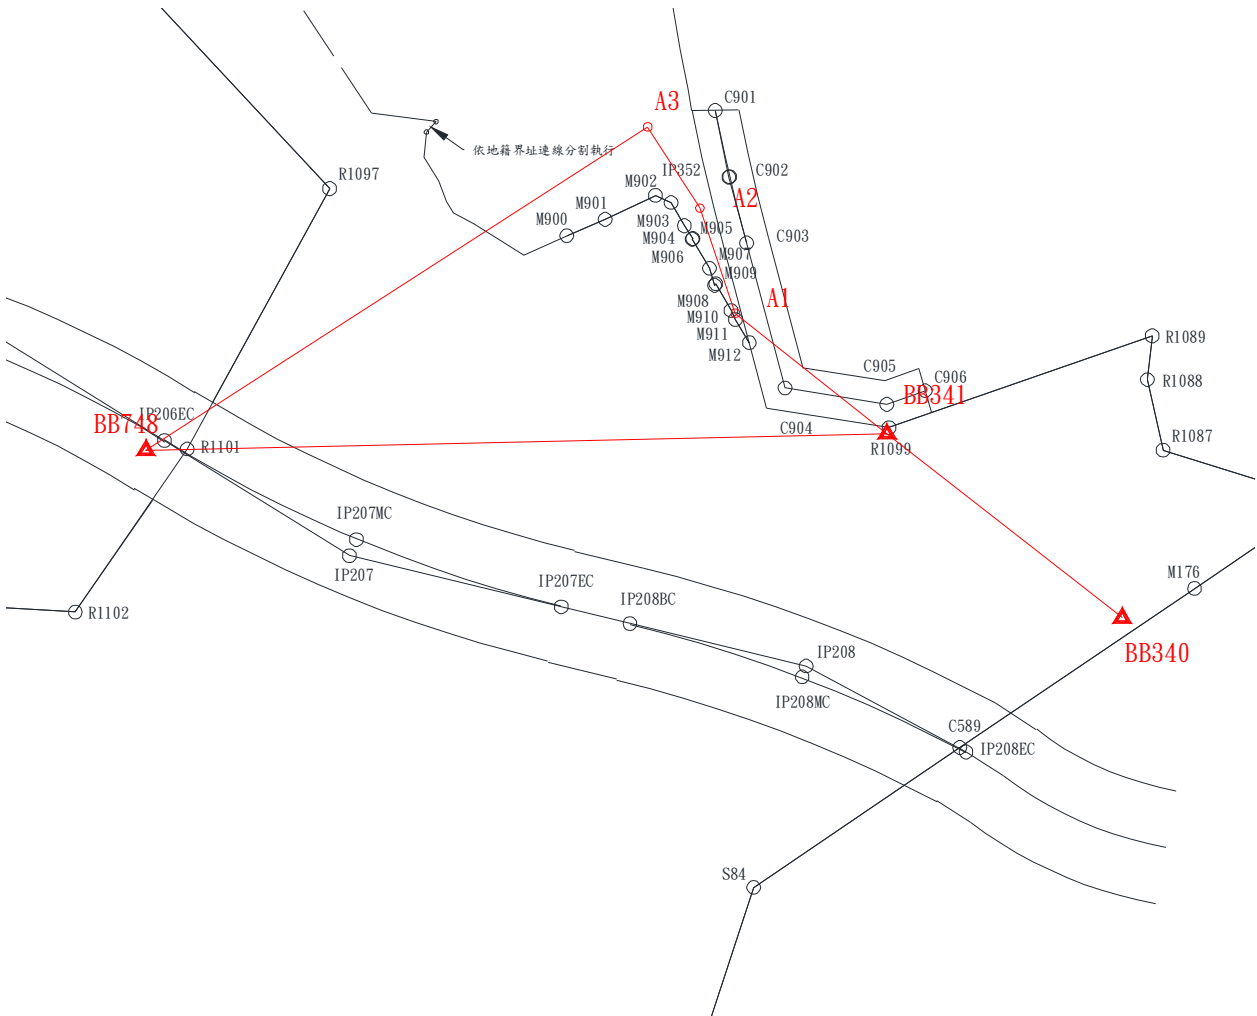 A3
C901
依地籍界址連線分割執行
IP352
C902
R1097
M902
A2
M901
M900
M903
M905
M904
C903
M906
M907
M909
M908
A1
M910
M911
M912
R1089
C905
C906
R1088
BB341
IP206EC
BB748
C904
R1099
R1101
R1087
IP207MC
IP207
M176
IP207EC
R1102
IP208BC
BB340
IP208
IP208MC
C589
IP208EC
S84